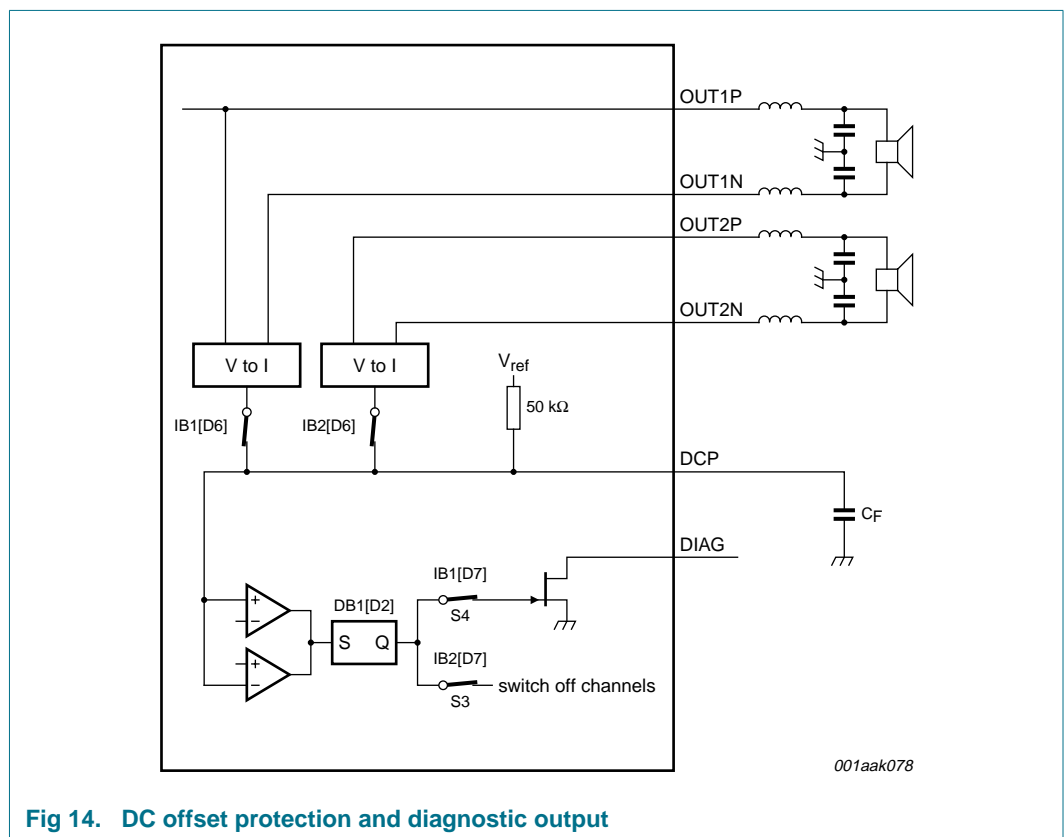 OUT1P
OUT1N
OUT2P
OUT2N
V to I
V to I
Vref
50 kΩ
IB1[D6]
IB2[D6]
DCP
CF
DIAG
IB1[D7]
DB1[D2]
+
−
S Q
S4
IB2[D7]
+
−
switch off channels
S3
001aak078
Fig 14. DC offset protection and diagnostic output